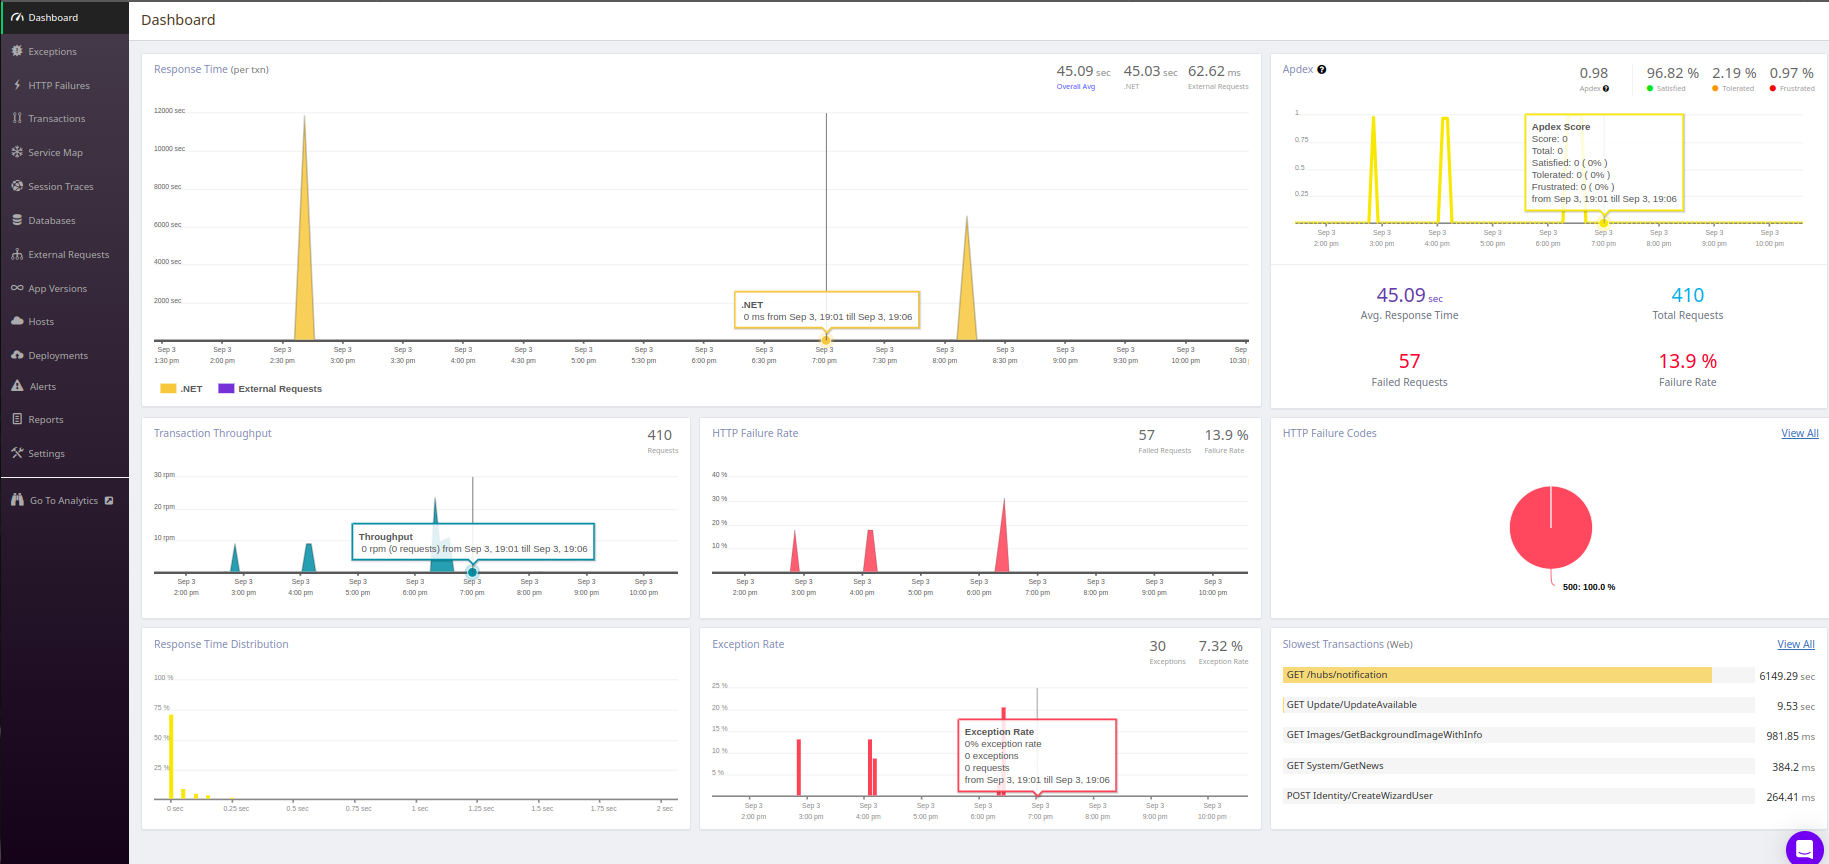 Dashboard
Exceptions
HTTP Failures
Transactions
Service Map
Session Traces
Databases
External Requests
App Versions
Hosts
Deployments
Alerts
Reports
Settings
Go To Analytics
Dashboard
Response Time (per txn)
45.09 sec 45.03 sec 62.62 ms
Overall Avg .NET External Requests
12000 sec
10000 sec
8000 sec
6000 sec
4000 sec
2000 sec
.NET
0 ms from Sep 3, 19:01 till Sep 3, 19:06
Sep 3 Sep 3 Sep 3 Sep 3 Sep 3 Sep 3 Sep 3 Sep 3 Sep 3 Sep 3 Sep 3 Sep 3 Sep 3 Sep 3 Sep 3 Sep 3 Sep 3 Sep 3 Sep
1:30 pm 2:00 pm 2:30 pm 3:00 pm 3:30 pm 4:00 pm 4:30 pm 5:00 pm 5:30 pm 6:00 pm 6:30 pm 7:00 pm 7:30 pm 8:00 pm 8:30 pm 9:00 pm 9:30 pm 10:00 pm 10:30
.NET External Requests
Apdex
0.98 96.82 % 2.19 % 0.97 %
Apdex Satisfied Tolerated Frustrated
1
0.75
0.5
0.25
Apdex Score
Score: 0
Total: 0
Satisfied: 0 ( 0% )
Tolerated: 0 ( 0% )
Frustrated: 0 ( 0% )
from Sep 3, 19:01 till Sep 3, 19:06
Sep 3 Sep 3 Sep 3 Sep 3 Sep 3 Sep 3 Sep 3 Sep 3 Sep 3
2:00 pm 3:00 pm 4:00 pm 5:00 pm 6:00 pm 7:00 pm 8:00 pm 9:00 pm 10:00 pm
45.09 sec 410
Avg. Response Time Total Requests
57 13.9 %
Failed Requests Failure Rate
Transaction Throughput
410
Requests
30 rpm
20 rpm
10 rpm
Throughput
0 rpm (0 requests) from Sep 3, 19:01 till Sep 3, 19:06
Sep 3 Sep 3 Sep 3 Sep 3 Sep 3 Sep 3 Sep 3 Sep 3 Sep 3
2:00 pm 3:00 pm 4:00 pm 5:00 pm 6:00 pm 7:00 pm 8:00 pm 9:00 pm 10:00 pm
HTTP Failure Rate
57 13.9 %
Failed Requests Failure Rate
40 %
30 %
20 %
10 %
Sep 3 Sep 3 Sep 3 Sep 3 Sep 3 Sep 3 Sep 3 Sep 3 Sep 3
2:00 pm 3:00 pm 4:00 pm 5:00 pm 6:00 pm 7:00 pm 8:00 pm 9:00 pm 10:00 pm
HTTP Failure Codes View All
500: 100.0 %
Response Time Distribution
100 %
75 %
50 %
25 %
0 sec 0.25 sec 0.5 sec 0.75 sec 1 sec 1.25 sec 1.5 sec 1.75 sec 2 sec
Exception Rate
30 7.32 %
Exceptions Exception Rate
25 %
20 %
15 %
10 %
5 %
Exception Rate
0% exception rate
0 exceptions
0 requests
from Sep 3, 19:01 till Sep 3, 19:06
Sep 3 Sep 3 Sep 3 Sep 3 Sep 3 Sep 3 Sep 3 Sep 3 Sep 3
2:00 pm 3:00 pm 4:00 pm 5:00 pm 6:00 pm 7:00 pm 8:00 pm 9:00 pm 10:00 pm
Slowest Transactions (Web) View All
GET /hubs/notification 6149.29 sec
GET Update/UpdateAvailable 9.53 sec
GET Images/GetBackgroundImageWithInfo 981.85 ms
GET System/GetNews 384.2 ms
POST Identity/CreateWizardUser 264.41 ms